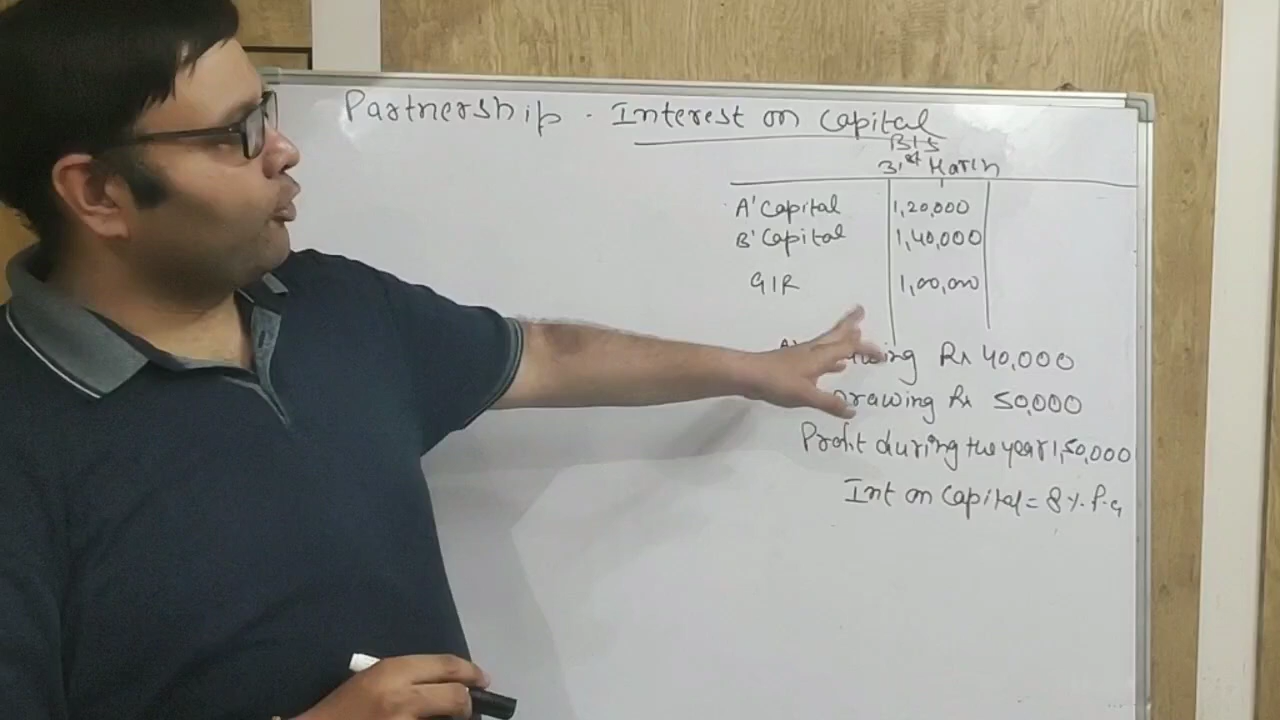 Partnership . Interest on Capital
B/S
31st March
A' Capital 1,20,000
B' Capital 1,40,000
G/R 1,00,000
Rs 40,000
Drawing Rs 50,000
Profit during the year 1,50,000
Int on Capital = 8 %. P.a